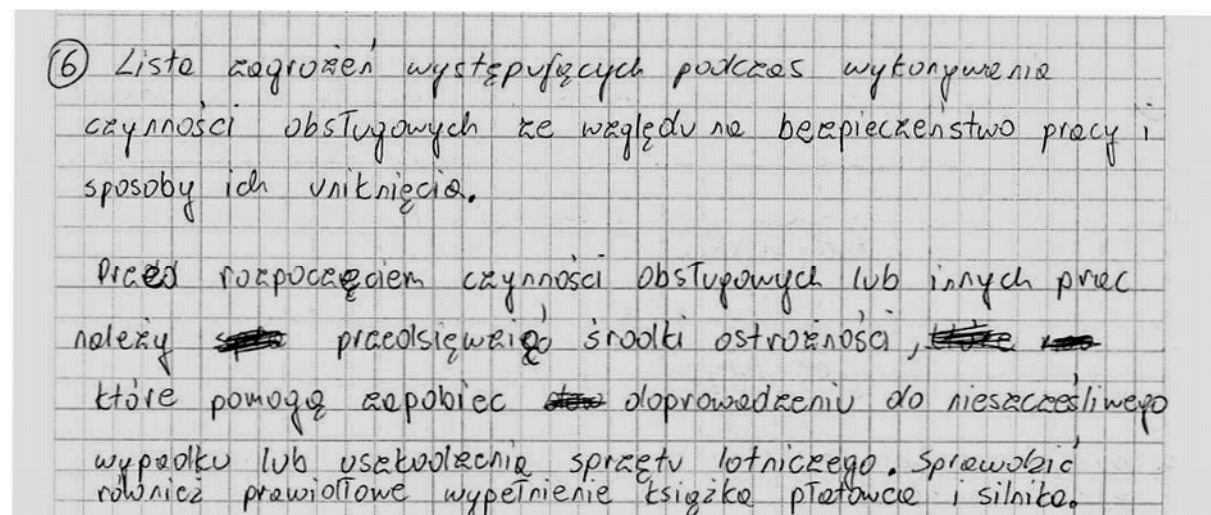 ⑥ Lista zagrożeń występujących podczas wykonywania
czynności obsługowych ze względu na bezpieczeństwo pracy i
sposoby ich uniknięcia.
Przed rozpoczęciem czynności obsługowych lub innych prac
należy przedsięwziąć środki ostrożności,
które pomogą zapobiec doprowadzeniu do nieszczęśliwego
wypadku lub uszkodzenia sprzętu lotniczego. Sprawdzić
również prawidłowe wypełnienie książka płatowca i silnika.